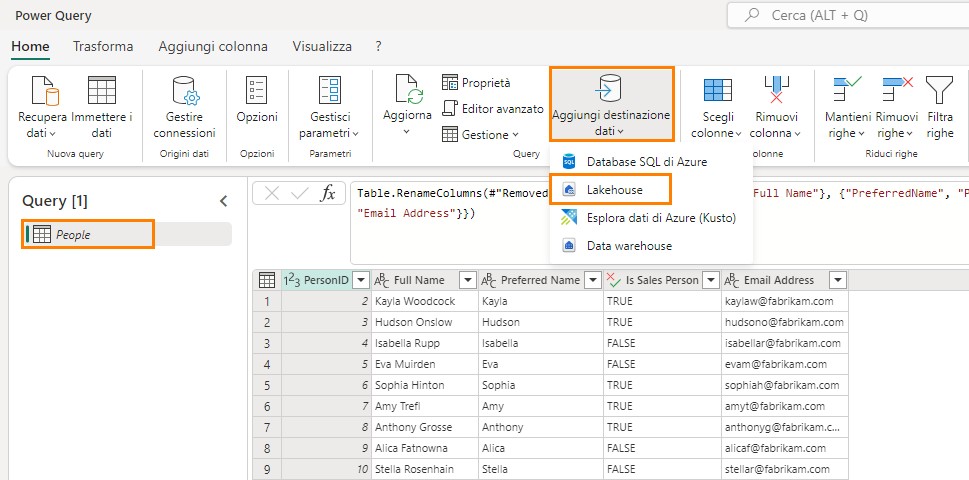 Power Query
Cerca (ALT + Q)
Home Trasforma Aggiungi colonna Visualizza ?
Recupera dati
Immettere i dati
Nuova query
Gestire connessioni
Origini dati
Opzioni
Opzioni
Gestisci parametri
Parametri
Aggiorna
Proprietà
Editor avanzato
Gestione
Query
Aggiungi destinazione dati
Scegli colonne
Rimuovi colonna
Mantieni righe
Rimuovi righe
Filtra righe
Riduci righe
Database SQL di Azure
Lakehouse
Esplora dati di Azure (Kusto)
Data warehouse
Query [1]
People
fx
Table.RenameColumns(#"Removed
Full Name"}, {"PreferredName", "P
"Email Address"}})
123 PersonID ABC Full Name ABC Preferred Name Is Sales Person ABC Email Address
1 2 Kayla Woodcock Kayla TRUE kaylaw@fabrikam.com
2 3 Hudson Onslow Hudson TRUE hudsono@fabrikam.com
3 4 Isabella Rupp Isabella FALSE isabellar@fabrikam.com
4 5 Eva Muirden Eva FALSE evam@fabrikam.com
5 6 Sophia Hinton Sophia TRUE sophiah@fabrikam.com
6 7 Amy Trefl Amy TRUE amyt@fabrikam.com
7 8 Anthony Grosse Anthony TRUE anthonyg@fabrikam.c...
8 9 Alica Fatnowna Alica FALSE alicaf@fabrikam.com
9 10 Stella Rosenhain Stella FALSE stellar@fabrikam.com